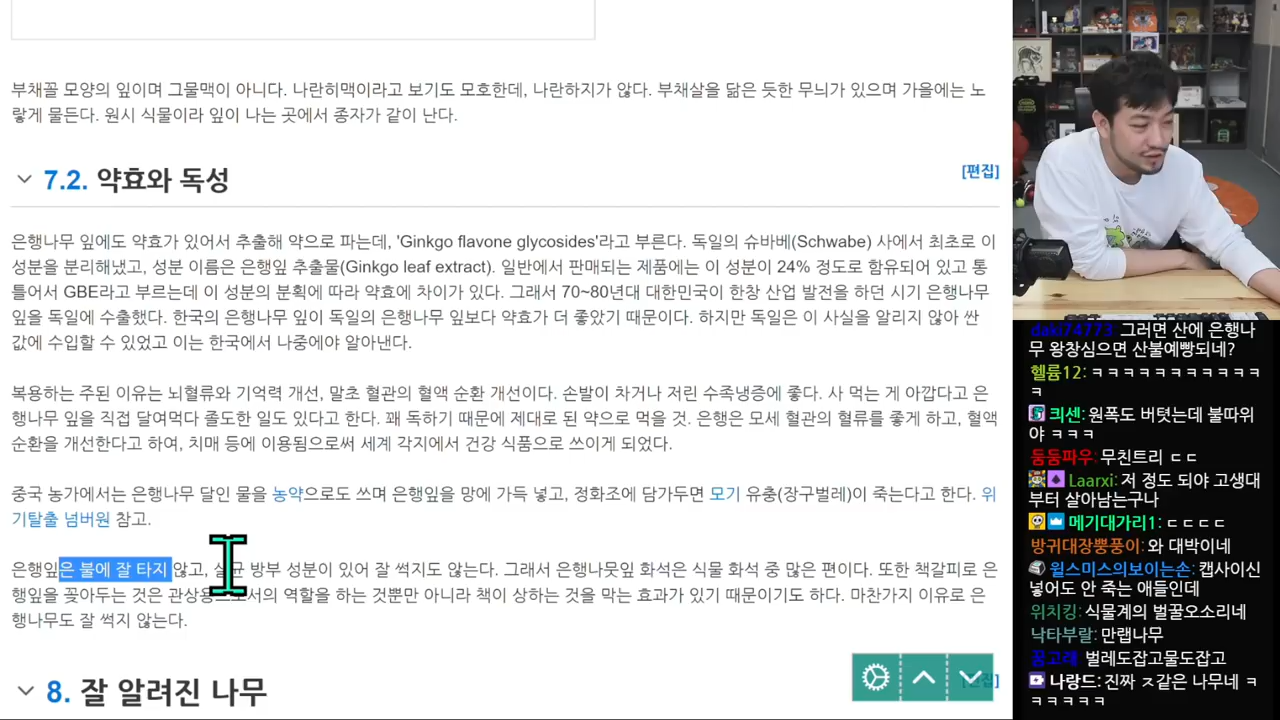 부채꼴 모양의 잎이며 그물맥이 아니다. 나란히맥이라고 보기도 모호한데, 나란하지가 않다. 부채살을 닮은 듯한 무늬가 있으며 가을에는 노
랗게 물든다. 원시 식물이라 잎이 나는 곳에서 종자가 같이 난다.
7.2. 약효와 독성
[편집]
은행나무 잎에도 약효가 있어서 추출해 약으로 파는데, 'Ginkgo flavone glycosides'라고 부른다. 독일의 슈바베(Schwabe) 사에서 최초로 이
성분을 분리해냈고, 성분 이름은 은행잎 추출물(Ginkgo leaf extract). 일반에서 판매되는 제품에는 이 성분이 24% 정도로 함유되어 있고 통
틀어서 GBE라고 부르는데 이 성분의 분획에 따라 약효에 차이가 있다. 그래서 70~80년대 대한민국이 한창 산업 발전을 하던 시기 은행나무
잎을 독일에 수출했다. 한국의 은행나무 잎이 독일의 은행나무 잎보다 약효가 더 좋았기 때문이다. 하지만 독일은 이 사실을 알리지 않아 싼
값에 수입할 수 있었고 이는 한국에서 나중에야 알아낸다.
복용하는 주된 이유는 뇌혈류와 기억력 개선, 말초 혈관의 혈액 순환 개선이다. 손발이 차거나 저린 수족냉증에 좋다. 사 먹는 게 아깝다고 은
행나무 잎을 직접 달여먹다 졸도한 일도 있다고 한다. 꽤 독하기 때문에 제대로 된 약으로 먹을 것. 은행은 모세 혈관의 혈류를 좋게 하고, 혈액
순환을 개선한다고 하여, 치매 등에 이용됨으로써 세계 각지에서 건강 식품으로 쓰이게 되었다.
중국 농가에서는 은행나무 달인 물을 농약으로도 쓰며 은행잎을 망에 가득 넣고, 정화조에 담가두면 모기 유충(장구벌레)이 죽는다고 한다. 위
기탈출 넘버원 참고.
은행잎은 불에 잘 타지 않고, 살균 방부 성분이 있어 잘 썩지도 않는다. 그래서 은행나뭇잎 화석은 식물 화석 중 많은 편이다. 또한 책갈피로 은
행잎을 꽂아두는 것은 관상용으로서의 역할을 하는 것뿐만 아니라 책이 상하는 것을 막는 효과가 있기 때문이기도 하다. 마찬가지 이유로 은
행나무도 잘 썩지 않는다.
8. 잘 알려진 나무
[편집]
daki74773: 그러면 산에 은행나
무 왕창심으면 산불예빵되네?
헬륨12: ㅋㅋㅋㅋㅋㅋㅋㅋㅋㅋㅋ
ㅋ
킈센: 원폭도 버텻는데 불따위
야 ㅋㅋㅋ
둠둠파우: 무친트리 ㄷㄷ
Laarxi: 저 정도 되야 고생대
부터 살아남는구나
메기대가리1: ㄷㄷㄷㄷ
방귀대장뿡풍이: 와 대박이네
윌스미스의보이는손: 캡사이신
넣어도 안 죽는 애들인데
위치킹: 식물계의 벌꿀오소리네
낙타부랄: 만랩나무
꿈고래: 벌레도잡고물도잡고
나랑드: 진짜 ㅈ같은 나무네 ㅋ
ㅋㅋㅋㅋㅋ